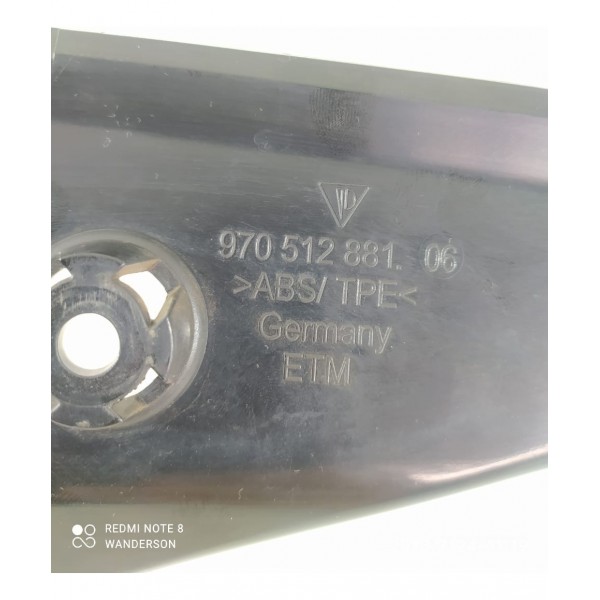 970 512 881. 06
>ABS/ TPE<
Germany
ETM
REDMI NOTE 8
WANDERSON